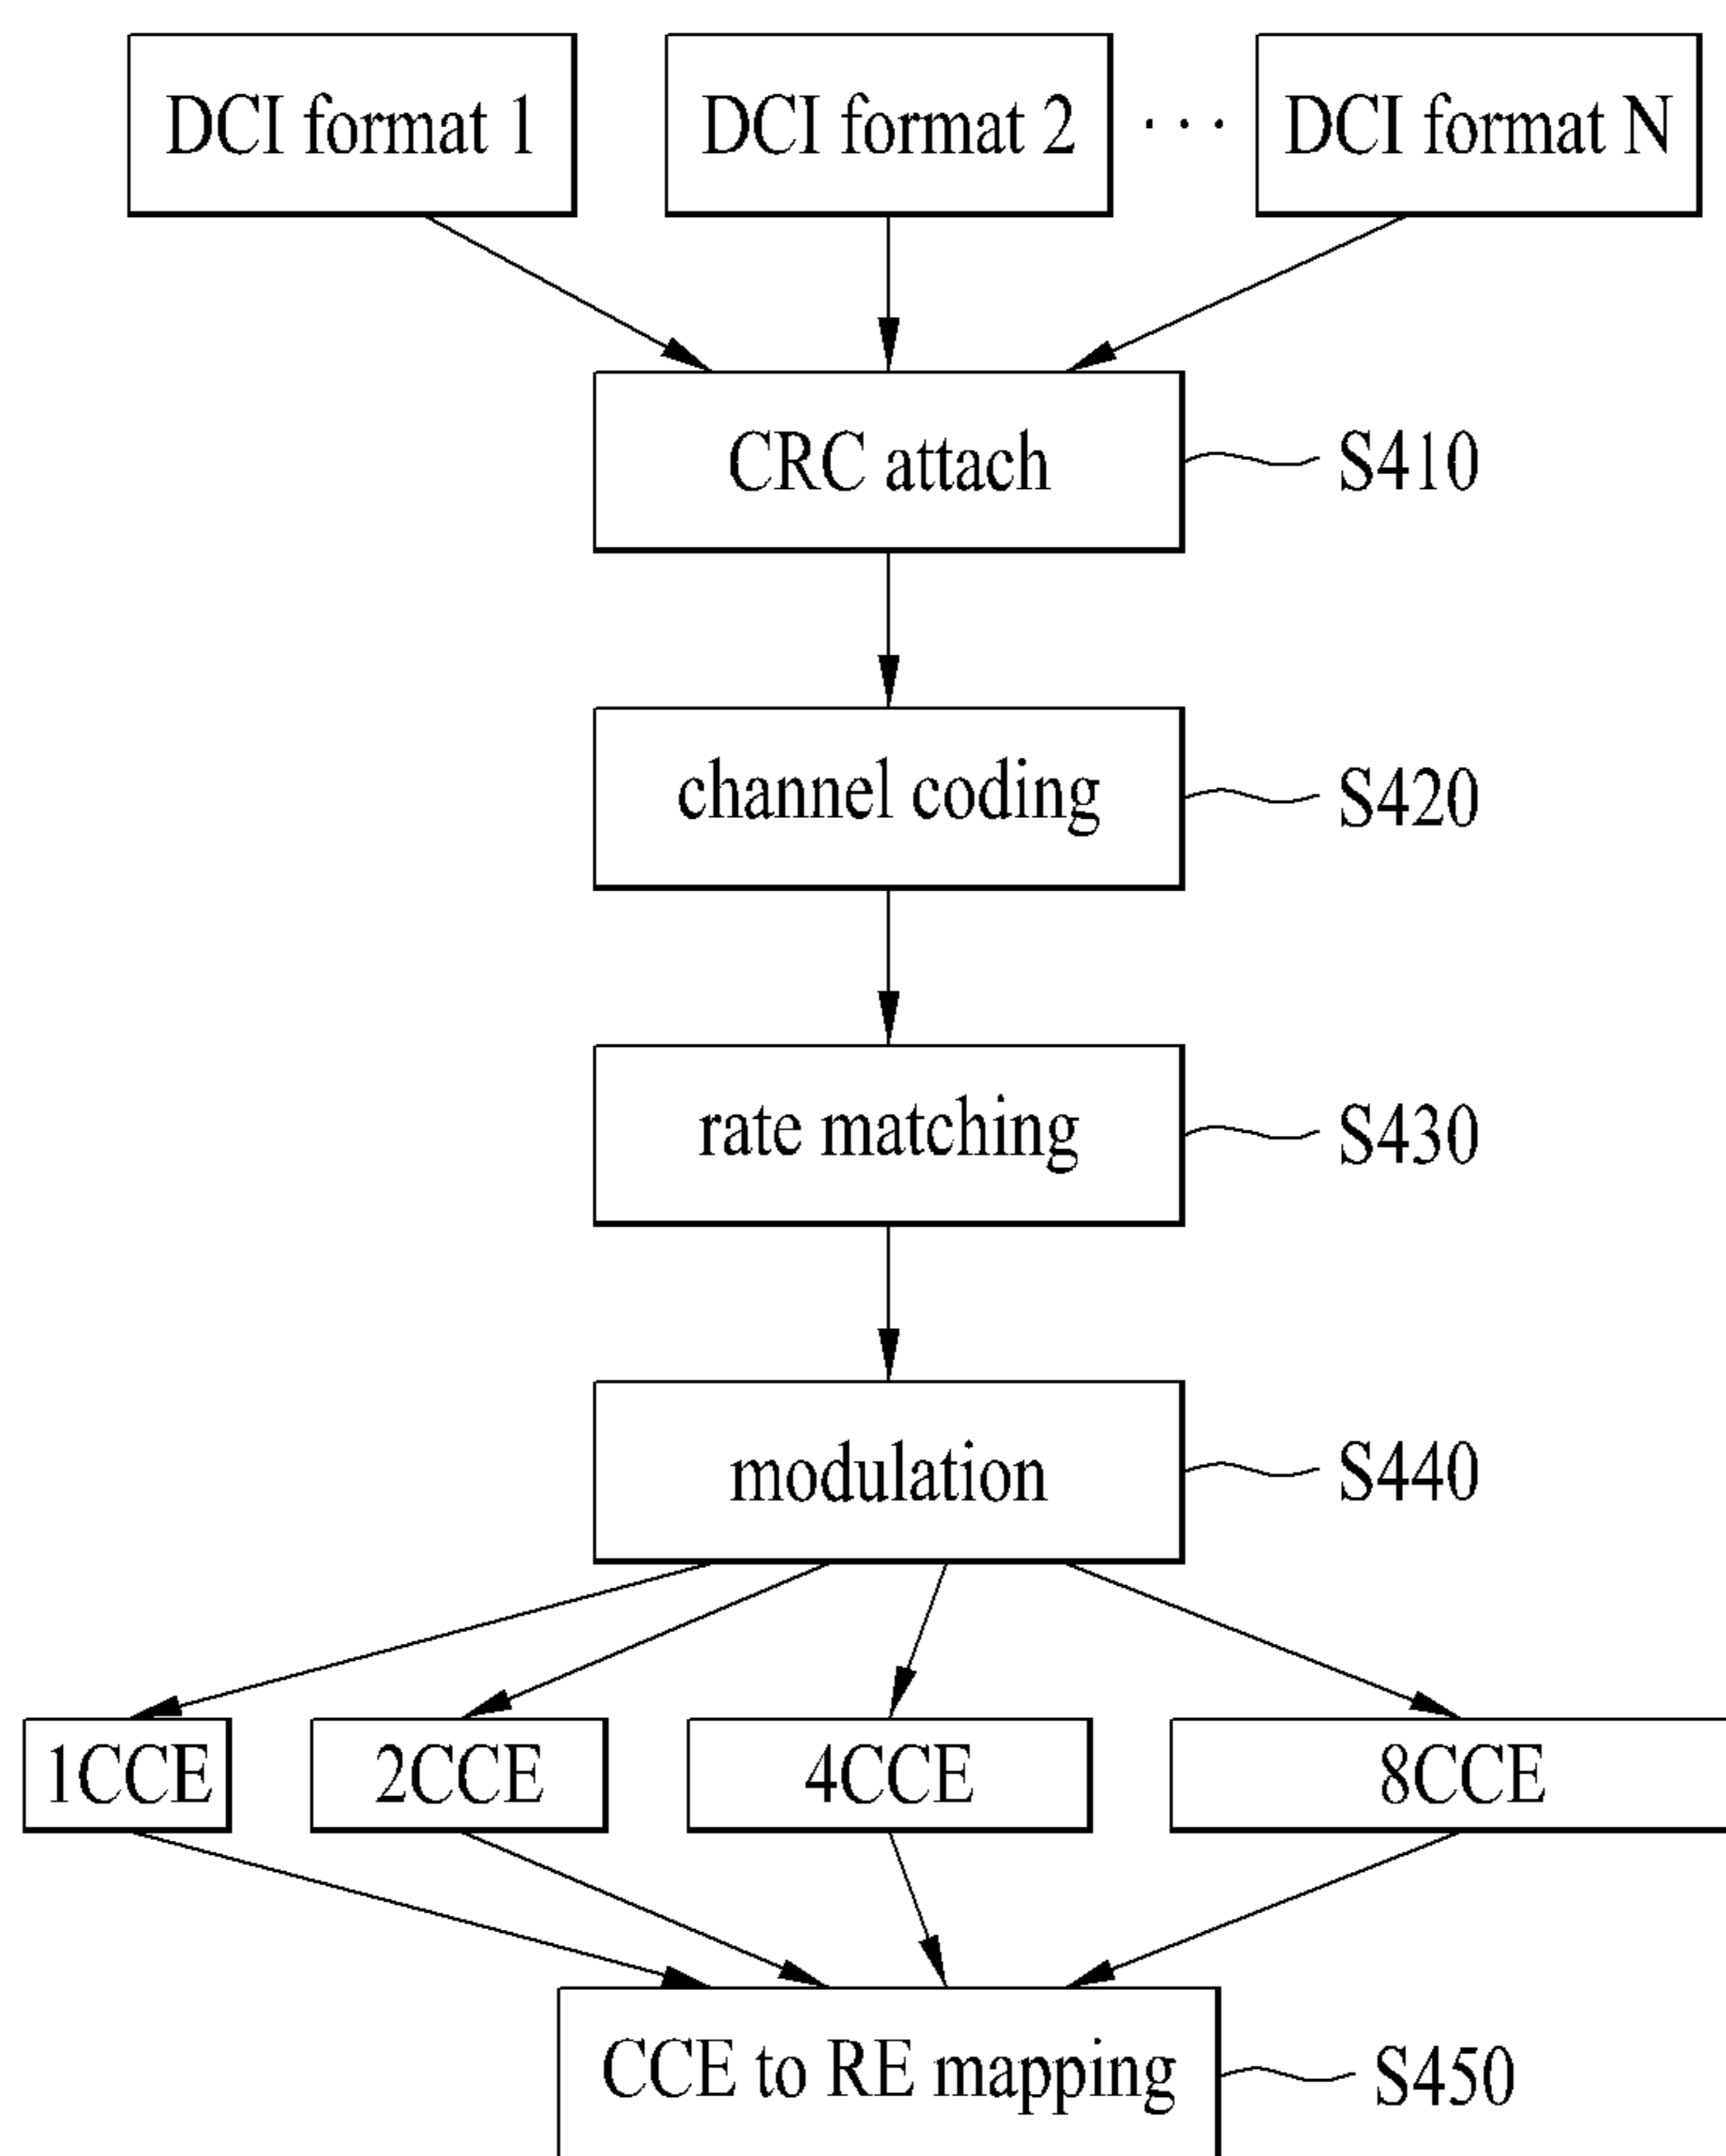 DCI format 1
DCI format 2
...
DCI format N
CRC attach
S410
channel coding
S420
rate matching
S430
modulation
S440
1CCE
2CCE
4CCE
8CCE
CCE to RE mapping
S450